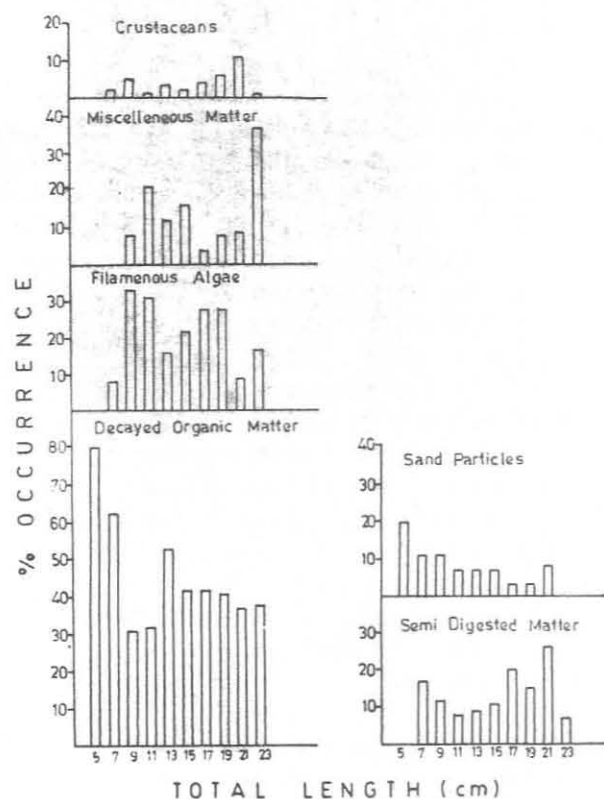 20
Crustaceans
10
40
Miscelleneous Matter
30
20
10
Filamenous Algae
30
20
10
Decayed Organic Matter
80
70
60
50
40
30
20
10
5 7 9 11 13 15 17 19 21 23
% OCCURRENCE
40
Sand Particles
30
20
10
Semi Digested Matter
30
20
10
5 7 9 11 13 15 17 19 21 23
TOTAL LENGTH (cm)